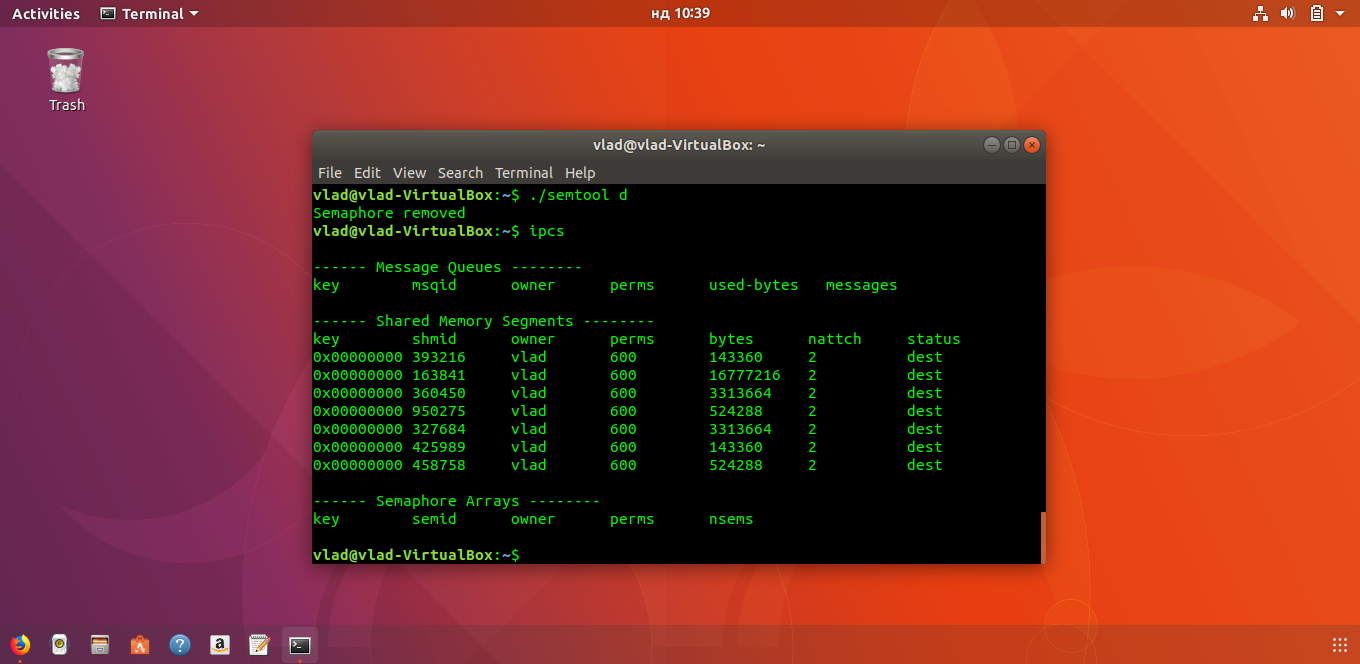 Activities Terminal нд 10:39
Trash
vlad@vlad-VirtualBox: ~
File Edit View Search Terminal Help
vlad@vlad-VirtualBox:~$ ./semtool d
Semaphore removed
vlad@vlad-VirtualBox:~$ ipcs
------ Message Queues --------
key msqid owner perms used-bytes messages
------ Shared Memory Segments --------
key shmid owner perms bytes nattch status
0x00000000 393216 vlad 600 143360 2 dest
0x00000000 163841 vlad 600 16777216 2 dest
0x00000000 360450 vlad 600 3313664 2 dest
0x00000000 950275 vlad 600 524288 2 dest
0x00000000 327684 vlad 600 3313664 2 dest
0x00000000 425989 vlad 600 143360 2 dest
0x00000000 458758 vlad 600 524288 2 dest
------ Semaphore Arrays --------
key semid owner perms nsems
vlad@vlad-VirtualBox:~$